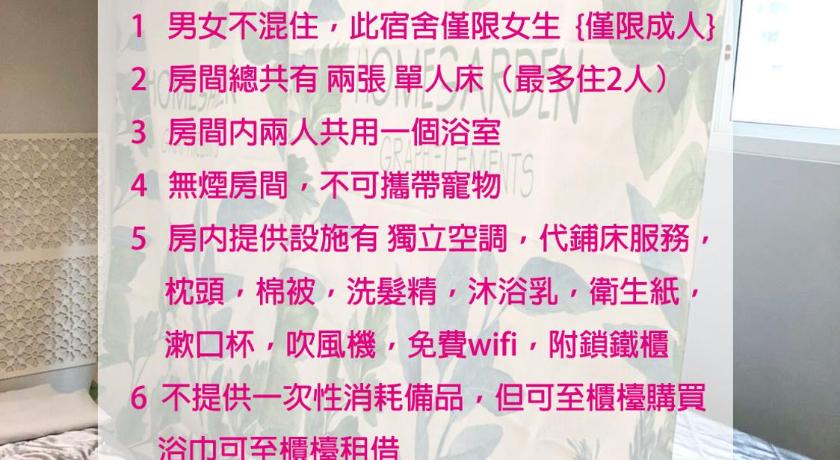 1 男女不混住，此宿舍僅限女生 {僅限成人}
2 房間總共有 兩張 單人床（最多住2人）
HOMESGARDEN
3 房間內兩人共用一個浴室
ELEMENTS
4 無煙房間，不可攜帶寵物
5 房內提供設施有 獨立空調，代鋪床服務，
枕頭，棉被，洗髮精，沐浴乳，衛生紙，
漱口杯，吹風機，免費wifi，附鎖鐵櫃
6 不提供一次性消耗備品，但可至櫃檯購買
浴巾可至櫃檯租借